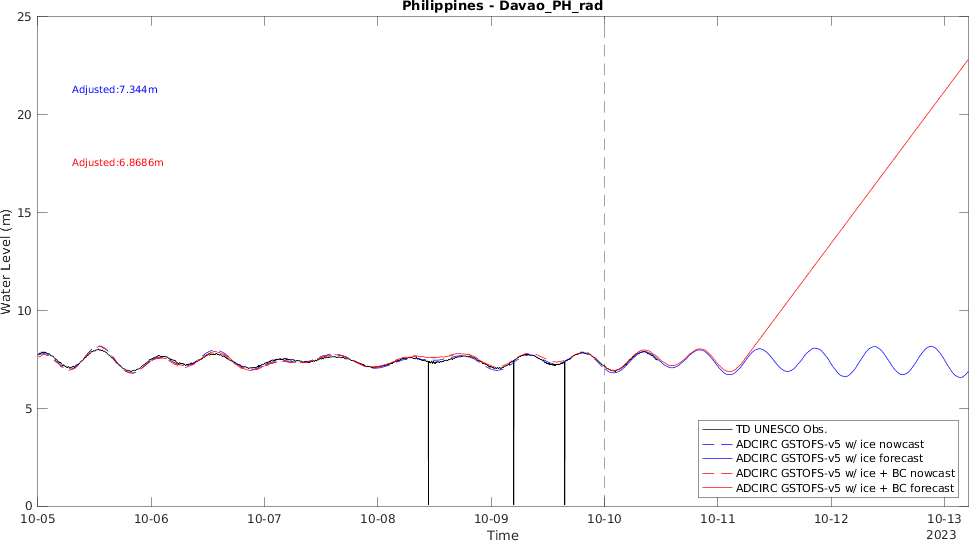 Philippines - Davao_PH_rad
25
20
15
10
5
0
Water Level (m)
Adjusted:7.344m
Adjusted:6.8686m
TD UNESCO Obs.
ADCIRC GSTOFS-v5 w/ ice nowcast
ADCIRC GSTOFS-v5 w/ ice forecast
ADCIRC GSTOFS-v5 w/ ice + BC nowcast
ADCIRC GSTOFS-v5 w/ ice + BC forecast
10-05 10-06 10-07 10-08 10-09 10-10 10-11 10-12 10-13
Time
2023